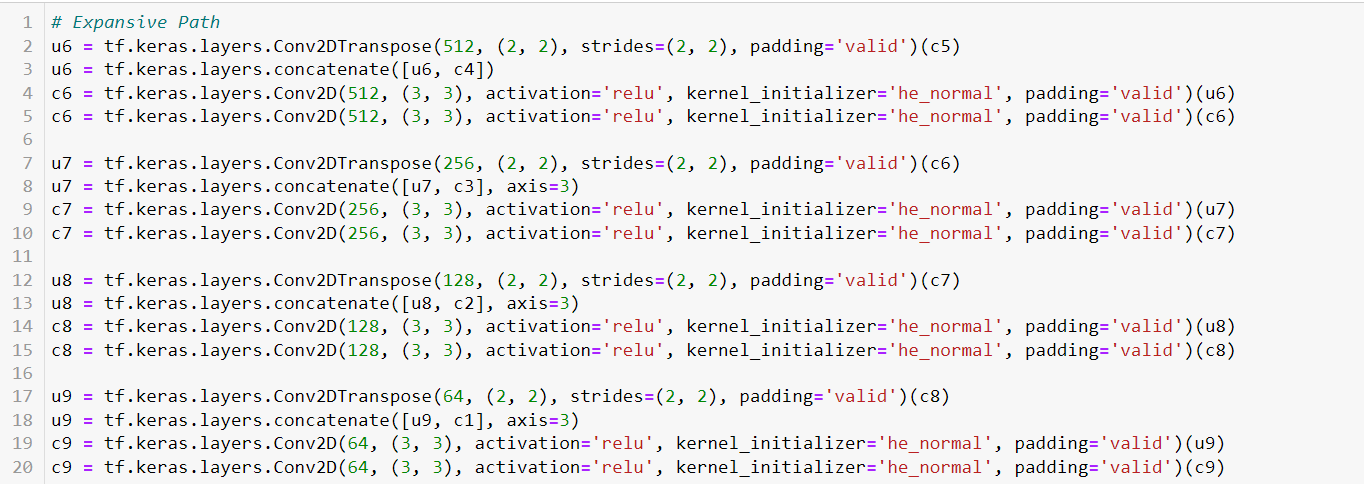 1 # Expansive Path
2 u6 = tf.keras.layers.Conv2DTranspose(512, (2, 2), strides=(2, 2), padding='valid')(c5)
3 u6 = tf.keras.layers.concatenate([u6, c4])
4 c6 = tf.keras.layers.Conv2D(512, (3, 3), activation='relu', kernel_initializer='he_normal', padding='valid')(u6)
5 c6 = tf.keras.layers.Conv2D(512, (3, 3), activation='relu', kernel_initializer='he_normal', padding='valid')(c6)
6
7 u7 = tf.keras.layers.Conv2DTranspose(256, (2, 2), strides=(2, 2), padding='valid')(c6)
8 u7 = tf.keras.layers.concatenate([u7, c3], axis=3)
9 c7 = tf.keras.layers.Conv2D(256, (3, 3), activation='relu', kernel_initializer='he_normal', padding='valid')(u7)
10 c7 = tf.keras.layers.Conv2D(256, (3, 3), activation='relu', kernel_initializer='he_normal', padding='valid')(c7)
11
12 u8 = tf.keras.layers.Conv2DTranspose(128, (2, 2), strides=(2, 2), padding='valid')(c7)
13 u8 = tf.keras.layers.concatenate([u8, c2], axis=3)
14 c8 = tf.keras.layers.Conv2D(128, (3, 3), activation='relu', kernel_initializer='he_normal', padding='valid')(u8)
15 c8 = tf.keras.layers.Conv2D(128, (3, 3), activation='relu', kernel_initializer='he_normal', padding='valid')(c8)
16
17 u9 = tf.keras.layers.Conv2DTranspose(64, (2, 2), strides=(2, 2), padding='valid')(c8)
18 u9 = tf.keras.layers.concatenate([u9, c1], axis=3)
19 c9 = tf.keras.layers.Conv2D(64, (3, 3), activation='relu', kernel_initializer='he_normal', padding='valid')(u9)
20 c9 = tf.keras.layers.Conv2D(64, (3, 3), activation='relu', kernel_initializer='he_normal', padding='valid')(c9)